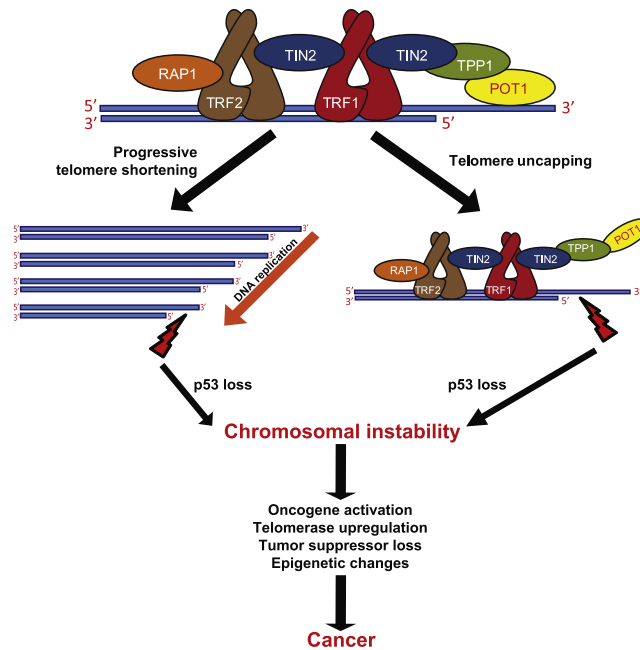 RAP1
TRF2
TIN2
TRF1
TIN2
TPP1
POT1
5′
3′
3′
5′
Progressive
telomere shortening
Telomere uncapping
5′
3′
3′
5′
5′
3′
3′
5′
5′
3′
3′
5′
5′
3′
3′
5′
DNA replication
RAP1
TRF2
TIN2
TRF1
TIN2
TPP1
POT1
5′
3′
3′
5′
p53 loss
p53 loss
Chromosomal instability
Oncogene activation
Telomerase upregulation
Tumor suppressor loss
Epigenetic changes
Cancer